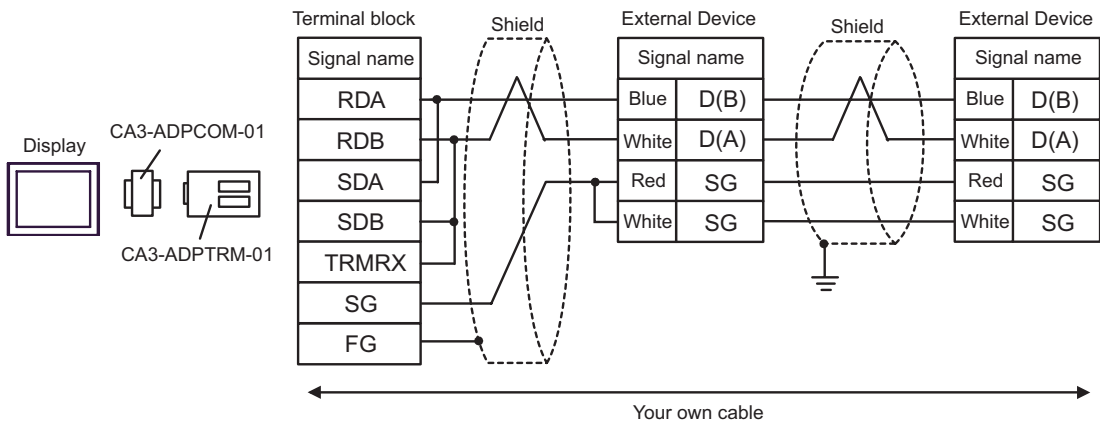 Display
CA3-ADPCOM-01
CA3-ADPTRM-01
Terminal block
Signal name
RDA
RDB
SDA
SDB
TRMRX
SG
FG
Shield
External Device
Signal name
Blue D(B)
White D(A)
Red SG
White SG
Shield
External Device
Signal name
Blue D(B)
White D(A)
Red SG
White SG
Your own cable